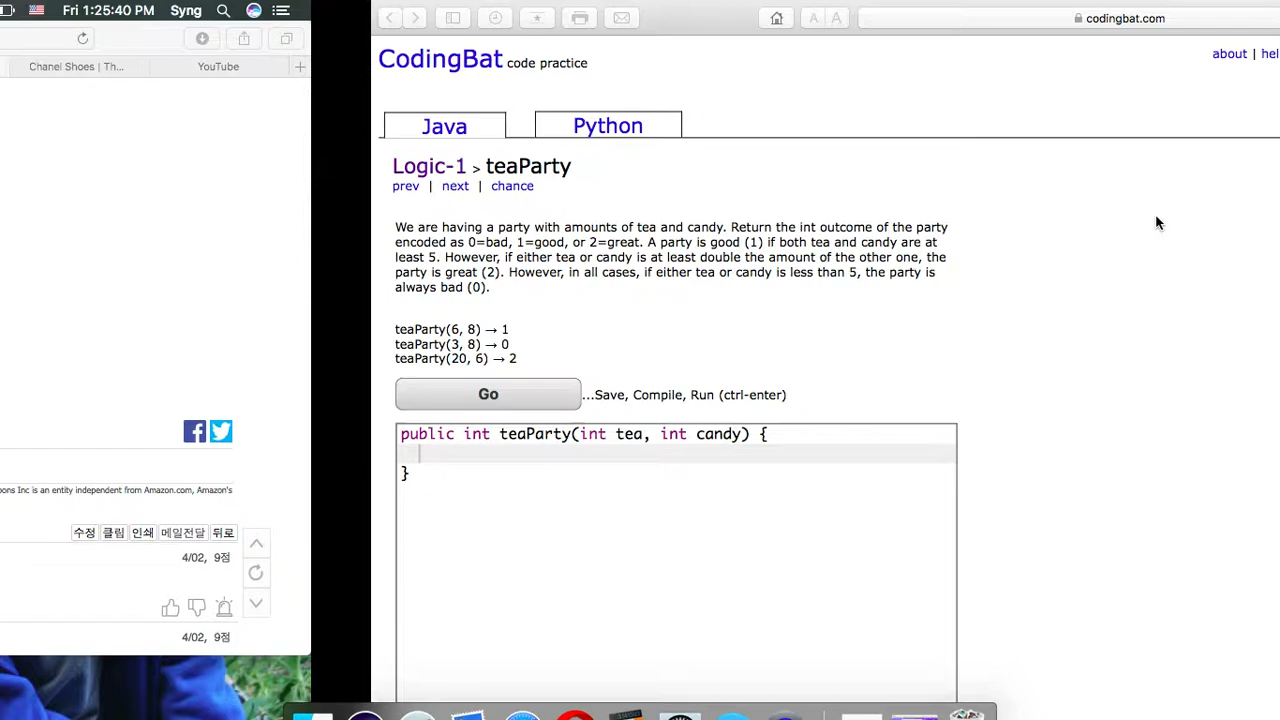 Fri 1:25:40 PM Syng
Chanel Shoes | Th...
YouTube
ons Inc is an entity independent from Amazon.com, Amazon's
수정 클립 인쇄 메일전달 뒤로
4/02, 9점
4/02, 9점
codingbat.com
CodingBat code practice
about | hel
Java
Python
Logic-1 > teaParty
prev | next | chance
We are having a party with amounts of tea and candy. Return the int outcome of the party
encoded as 0=bad, 1=good, or 2=great. A party is good (1) if both tea and candy are at
least 5. However, if either tea or candy is at least double the amount of the other one, the
party is great (2). However, in all cases, if either tea or candy is less than 5, the party is
always bad (0).
teaParty(6, 8) → 1
teaParty(3, 8) → 0
teaParty(20, 6) → 2
Go ...Save, Compile, Run (ctrl-enter)
public int teaParty(int tea, int candy) {
}